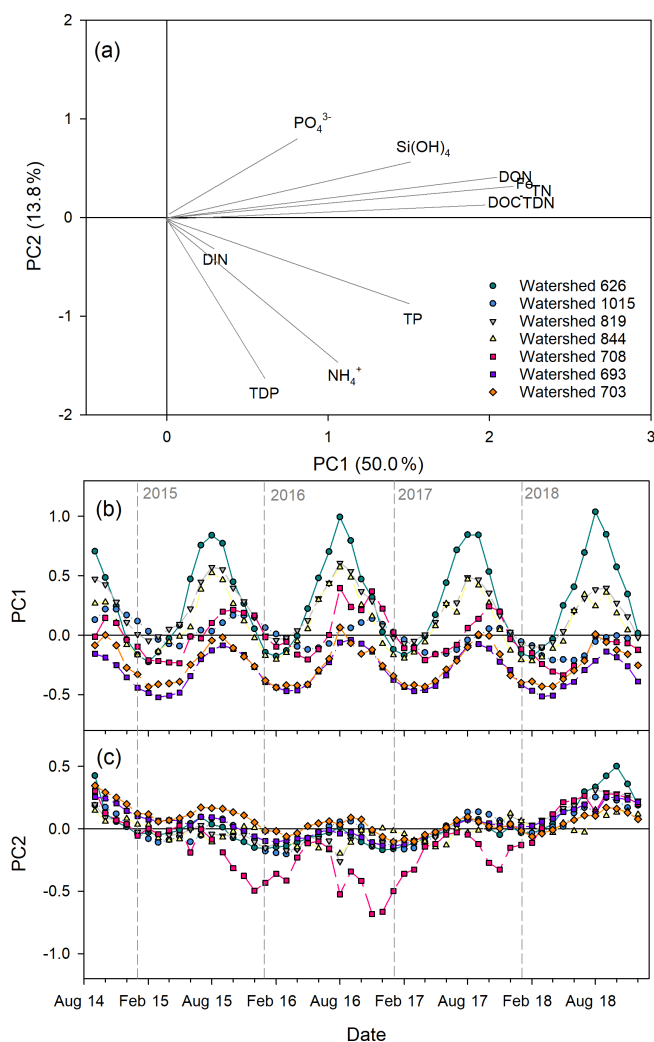 (a)
2
1
0
-1
-2
PC2 (13.8%)
PO₄³⁻
Si(OH)₄
DON
Fe
TN
DOC TDN
DIN
TP
NH₄⁺
TDP
Watershed 626
Watershed 1015
Watershed 819
Watershed 844
Watershed 708
Watershed 693
Watershed 703
0 1 2 3
PC1 (50.0%)
(b)
2015 2016 2017 2018
1.0
0.5
0.0
-0.5
PC1
(c)
0.5
0.0
-0.5
-1.0
PC2
Aug 14 Feb 15 Aug 15 Feb 16 Aug 16 Feb 17 Aug 17 Feb 18 Aug 18
Date